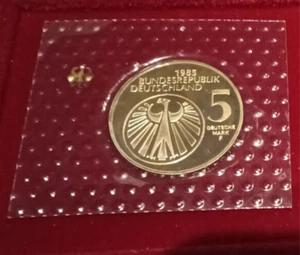 1985
BUNDESREPUBLIK
DEUTSCHLAND
5
DEUTSCHE
MARK
F